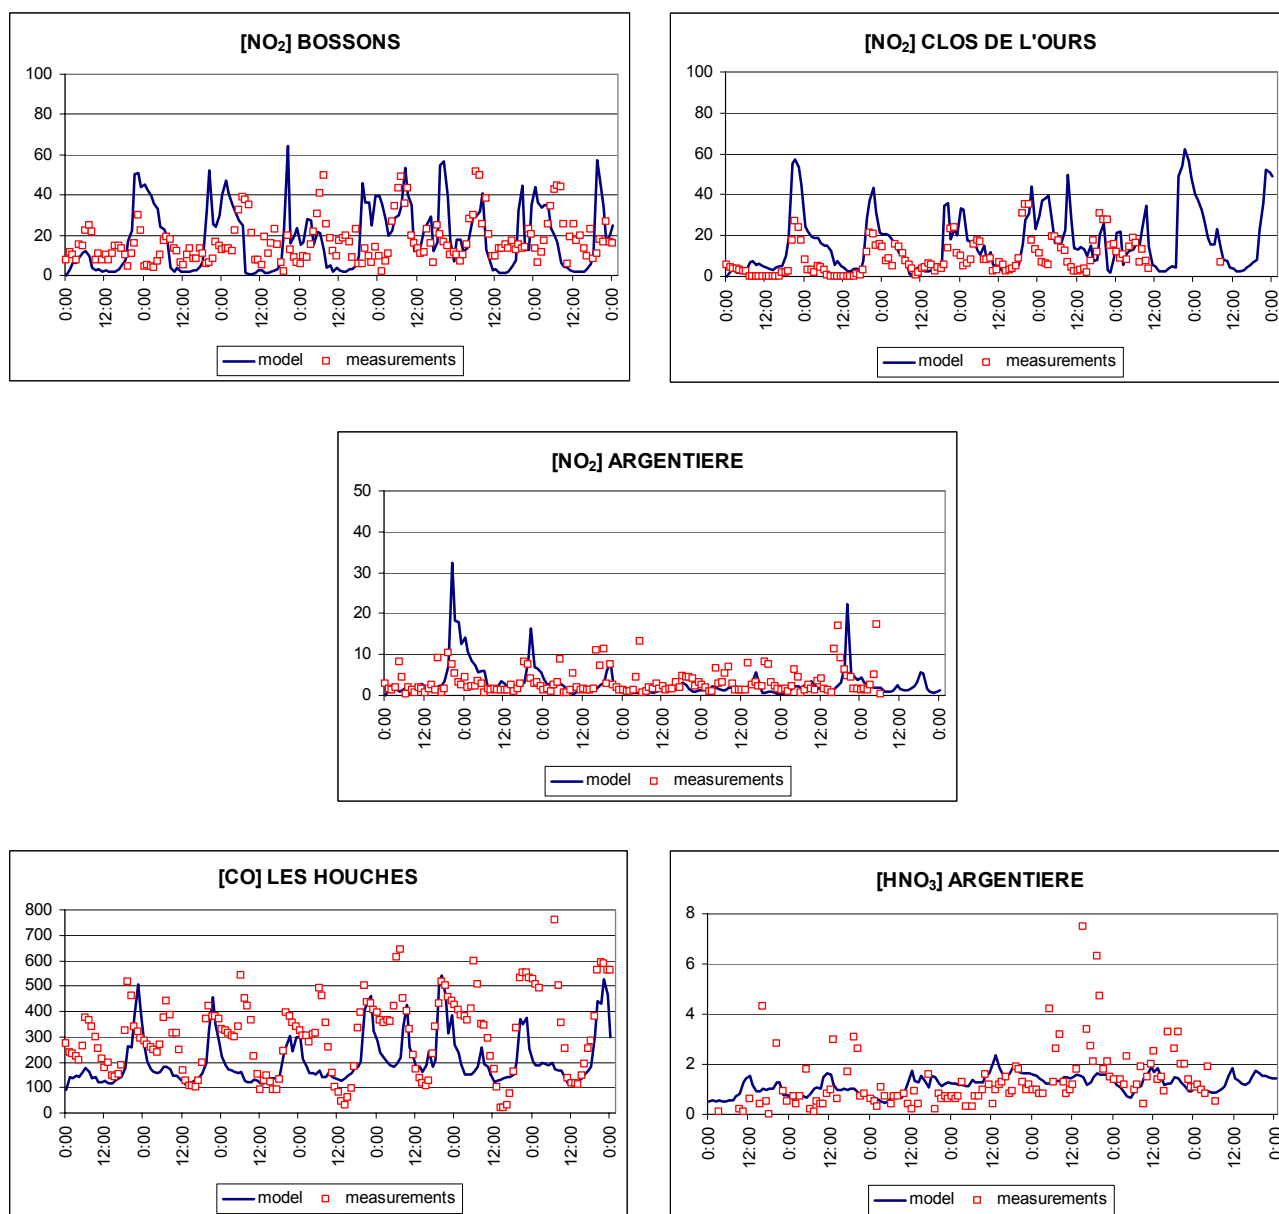 [NO₂] BOSSONS
100
80
60
40
20
0
0:00 12:00 0:00 12:00 0:00 12:00 0:00 12:00 0:00 12:00 0:00 12:00 0:00 12:00 0:00
model measurements
[NO₂] CLOS DE L'OURS
100
80
60
40
20
0
0:00 12:00 0:00 12:00 0:00 12:00 0:00 12:00 0:00 12:00 0:00 12:00 0:00 12:00 0:00
model measurements
[NO₂] ARGENTIERE
50
40
30
20
10
0
0:00 12:00 0:00 12:00 0:00 12:00 0:00 12:00 0:00 12:00 0:00 12:00 0:00 12:00 0:00
model measurements
[CO] LES HOUCHES
800
700
600
500
400
300
200
100
0
0:00 12:00 0:00 12:00 0:00 12:00 0:00 12:00 0:00 12:00 0:00 12:00 0:00 12:00 0:00
model measurements
[HNO₃] ARGENTIERE
8
6
4
2
0
0:00 12:00 0:00 12:00 0:00 12:00 0:00 12:00 0:00 12:00 0:00 12:00 0:00 12:00 0:00
model measurements